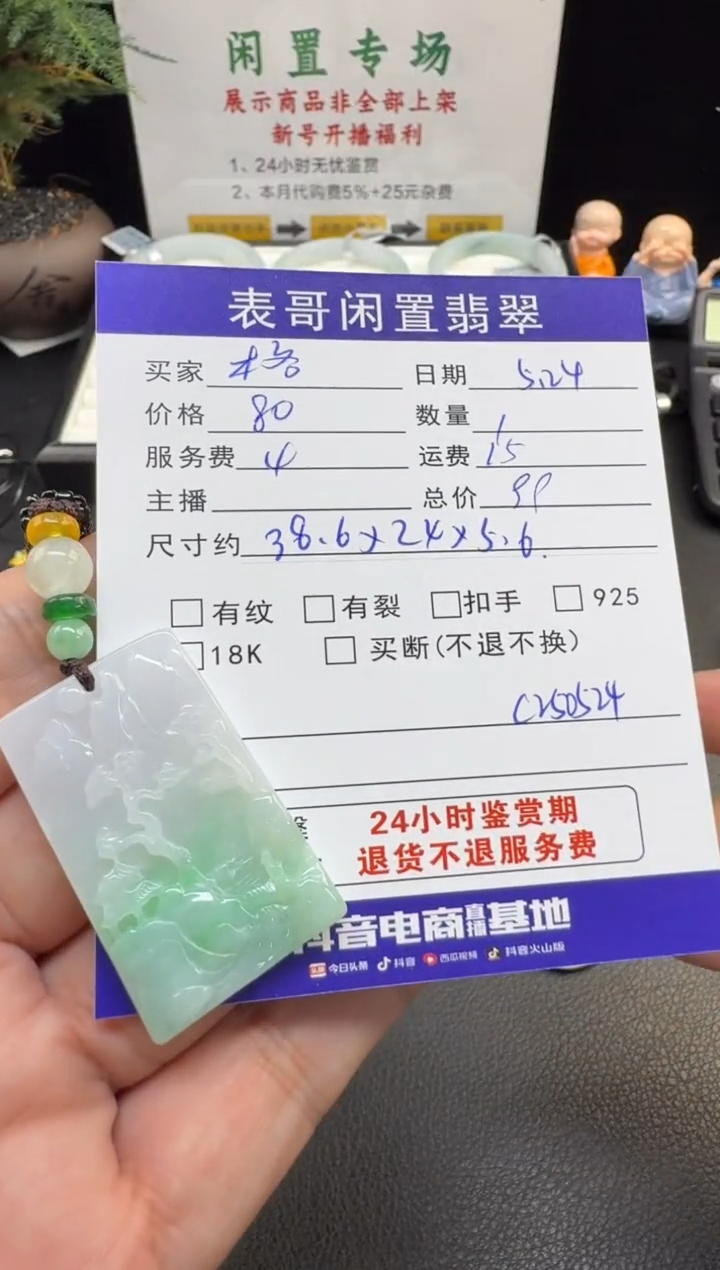 闲置专场
展示商品非全部上架
新号开播福利
1、24小时无忧鉴赏
2、本月代购费5%+25元杂费
表哥闲置翡翠
买家 木客 日期 5.24
价格 80 数量 1
服务费 4 运费 15
主播 总价 99
尺寸约 38.6x24x5.6.
有纹 有裂 扣手 925
18K 买断(不退不换)
C250524
24小时鉴赏期
退货不退服务费
抖音电商直播基地
头条 今日头条 抖音 西瓜视频 抖音火山版